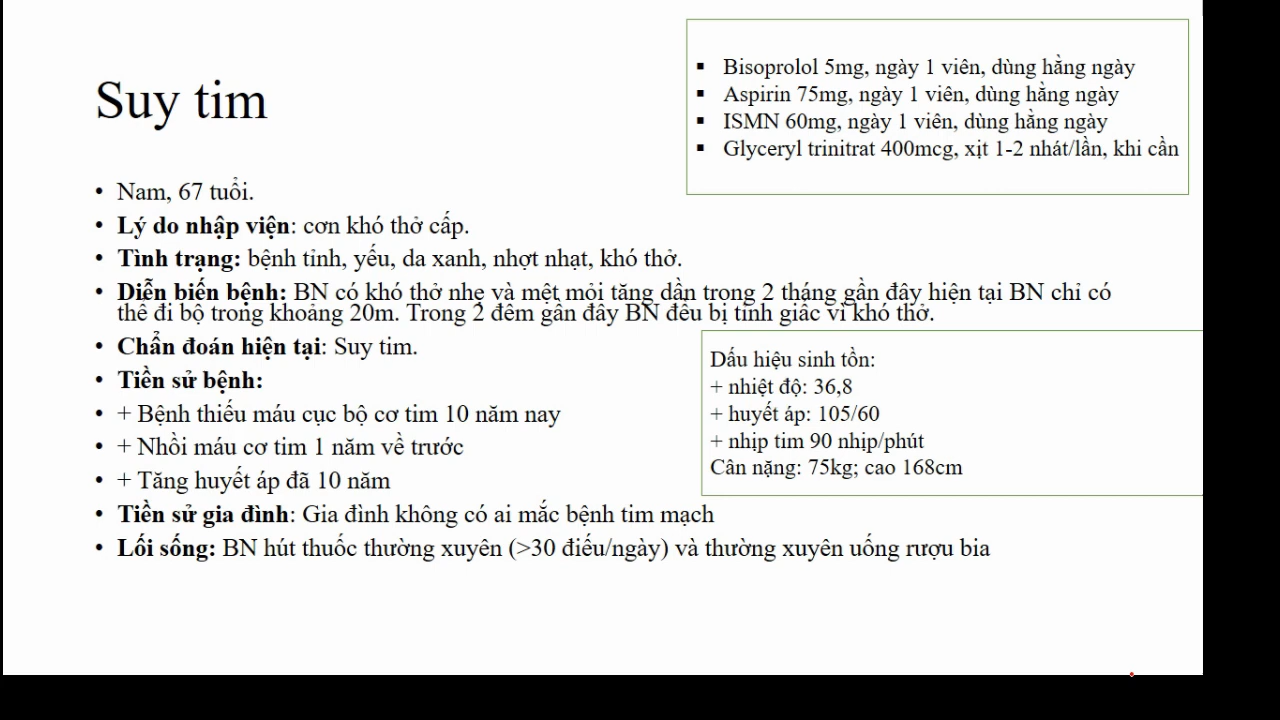 Suy tim
▪ Bisoprolol 5mg, ngày 1 viên, dùng hằng ngày
▪ Aspirin 75mg, ngày 1 viên, dùng hằng ngày
▪ ISMN 60mg, ngày 1 viên, dùng hằng ngày
▪ Glyceryl trinitrat 400mcg, xịt 1-2 nhát/lần, khi cần
• Nam, 67 tuổi.
• Lý do nhập viện: cơn khó thở cấp.
• Tình trạng: bệnh tỉnh, yếu, da xanh, nhợt nhạt, khó thở.
• Diễn biến bệnh: BN có khó thở nhẹ và mệt mỏi tăng dần trong 2 tháng gần đây hiện tại BN chỉ có
thể đi bộ trong khoảng 20m. Trong 2 đêm gần đây BN đều bị tỉnh giấc vì khó thở.
• Chẩn đoán hiện tại: Suy tim.
• Tiền sử bệnh:
• + Bệnh thiếu máu cục bộ cơ tim 10 năm nay
• + Nhồi máu cơ tim 1 năm về trước
• + Tăng huyết áp đã 10 năm
• Tiền sử gia đình: Gia đình không có ai mắc bệnh tim mạch
• Lối sống: BN hút thuốc thường xuyên (>30 điếu/ngày) và thường xuyên uống rượu bia
Dấu hiệu sinh tồn:
+ nhiệt độ: 36,8
+ huyết áp: 105/60
+ nhịp tim 90 nhịp/phút
Cân nặng: 75kg; cao 168cm